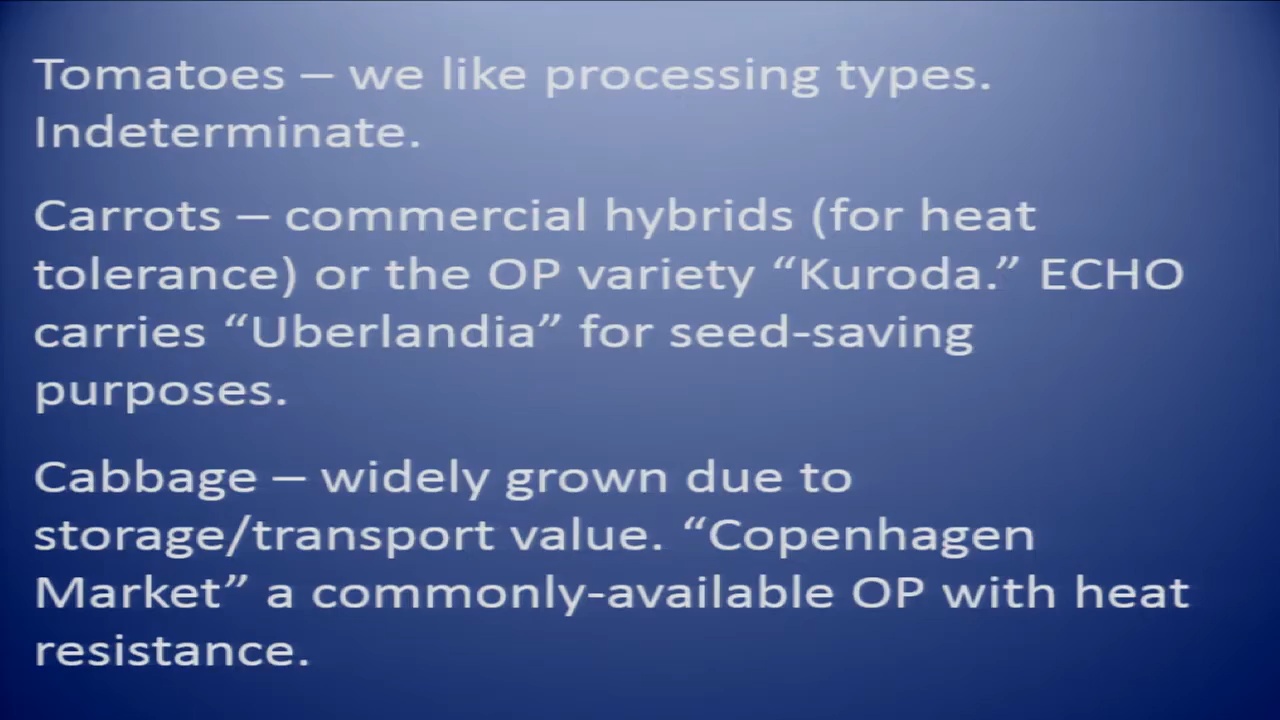 Tomatoes – we like processing types.
Indeterminate.
Carrots – commercial hybrids (for heat
tolerance) or the OP variety “Kuroda.” ECHO
carries “Uberlandia” for seed-saving
purposes.
Cabbage – widely grown due to
storage/transport value. “Copenhagen
Market” a commonly-available OP with heat
resistance.